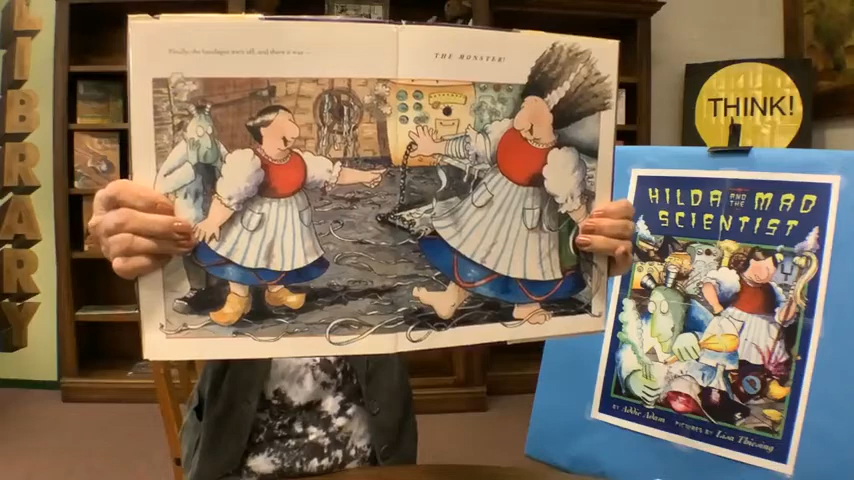 LIBRARY
Finally, the bandages were off, and there it was—
THE MONSTER!
THINK!
HILDA AND THE MAD
SCIENTIST
BY Addie Adam
PICTURES BY Lisa Thiesing